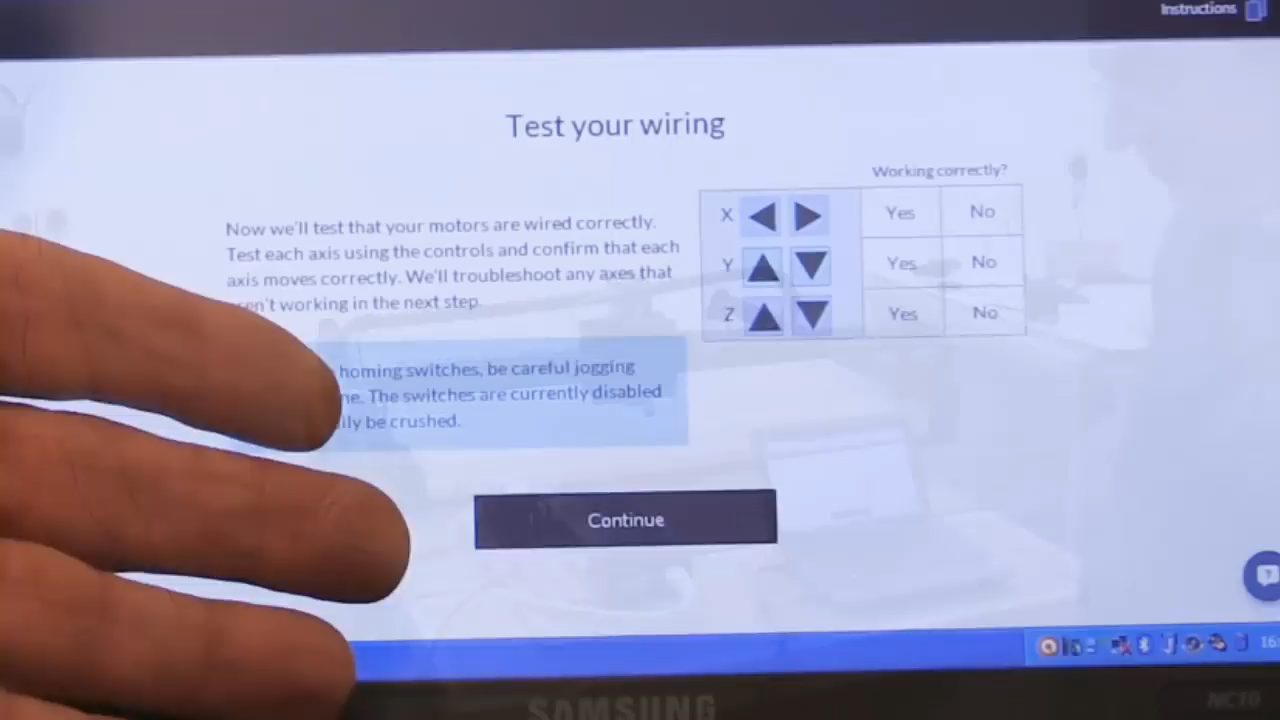 Instructions
Test your wiring
Working correctly?
Now we'll test that your motors are wired correctly.
Test each axis using the controls and confirm that each
axis moves correctly. We'll troubleshoot any axes that
en't working in the next step.
X Yes No
Y Yes No
Z Yes No
homing switches, be careful jogging
ne. The switches are currently disabled
ily be crushed.
Continue
?
16:
SAMSUNG
NC10